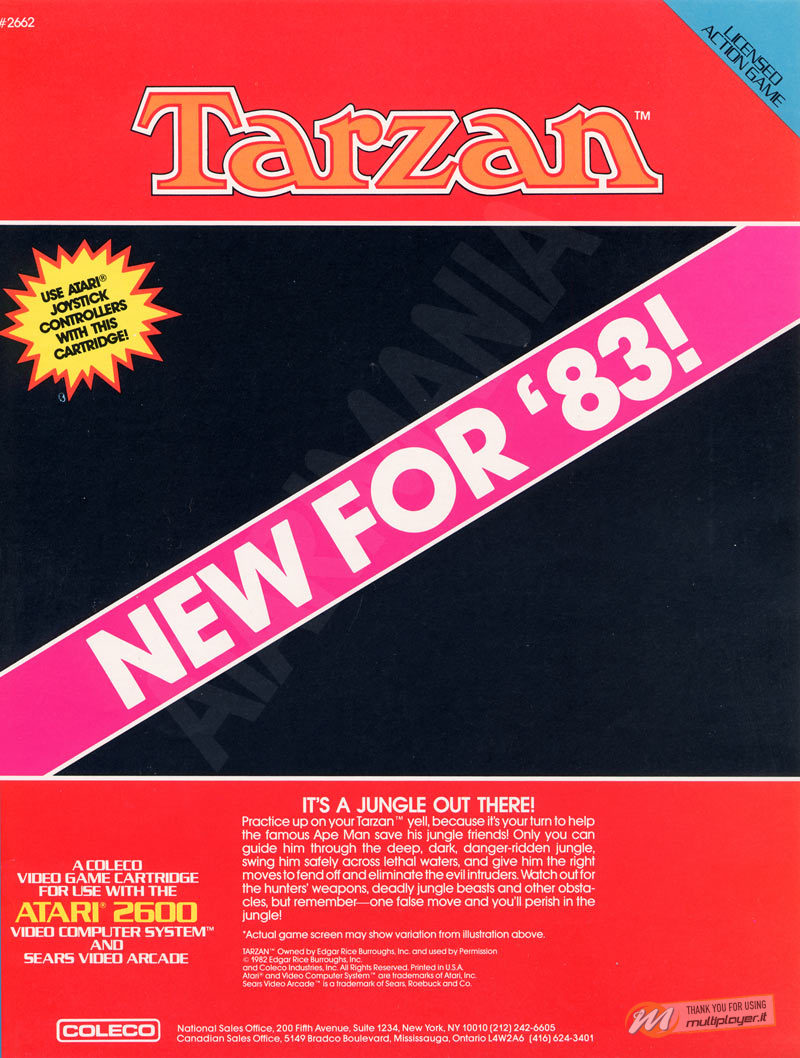 #2662
LICENSED
ACTION GAME
Tarzan™
USE ATARI®
JOYSTICK
CONTROLLERS
WITH THIS
CARTRIDGE!
NEW FOR '83!
ATARIMANIA
IT'S A JUNGLE OUT THERE!
Practice up on your Tarzan™ yell, because it's your turn to help
the famous Ape Man save his jungle friends! Only you can
guide him through the deep, dark, danger-ridden jungle,
swing him safely across lethal waters, and give him the right
moves to fend off and eliminate the evil intruders. Watch out for
the hunters' weapons, deadly jungle beasts and other obsta-
cles, but remember—one false move and you'll perish in the
jungle!
*Actual game screen may show variation from illustration above.
TARZAN™ Owned by Edgar Rice Burroughs, Inc. and used by Permission
© 1982 Edgar Rice Burroughs, Inc.
and Coleco Industries, Inc. All Rights Reserved. Printed in U.S.A.
Atari® and Video Computer System™ are trademarks of Atari, Inc.
Sears Video Arcade™ is a trademark of Sears, Roebuck and Co.
A COLECO
VIDEO GAME CARTRIDGE
FOR USE WITH THE
ATARI® 2600
VIDEO COMPUTER SYSTEM™
AND
SEARS VIDEO ARCADE
COLECO
National Sales Office, 200 Fifth Avenue, Suite 1234, New York, NY 10010 (212) 242-6605
Canadian Sales Office, 5149 Bradco Boulevard, Mississauga, Ontario L4W2A6 (416) 624-3401
m THANK YOU FOR USING
multiplayer.it